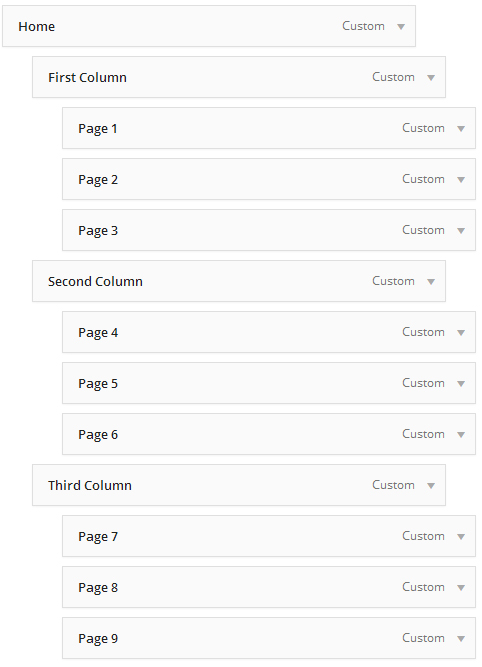 Home Custom
First Column Custom
Page 1 Custom
Page 2 Custom
Page 3 Custom
Second Column Custom
Page 4 Custom
Page 5 Custom
Page 6 Custom
Third Column Custom
Page 7 Custom
Page 8 Custom
Page 9 Custom